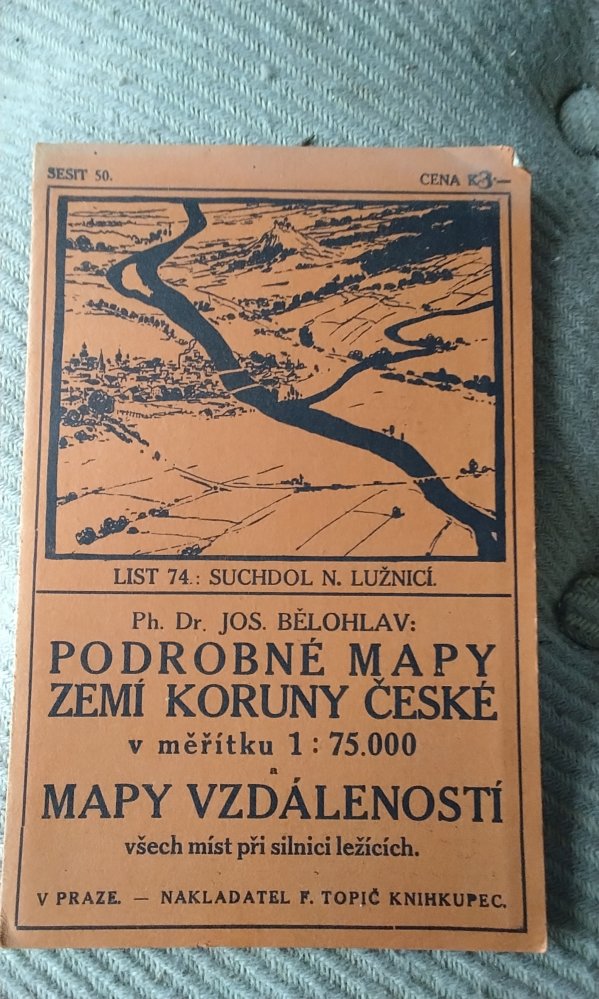 SEŠIT 50.
CENA K 3·—
LIST 74.: SUCHDOL N. LUŽNICÍ.
Ph. Dr. JOS. BĚLOHLAV:
PODROBNÉ MAPY
ZEMÍ KORUNY ČESKÉ
v měřítku 1 : 75.000
a
MAPY VZDÁLENOSTÍ
všech míst při silnici ležících.
V PRAZE. — NAKLADATEL F. TOPIČ KNIHKUPEC.